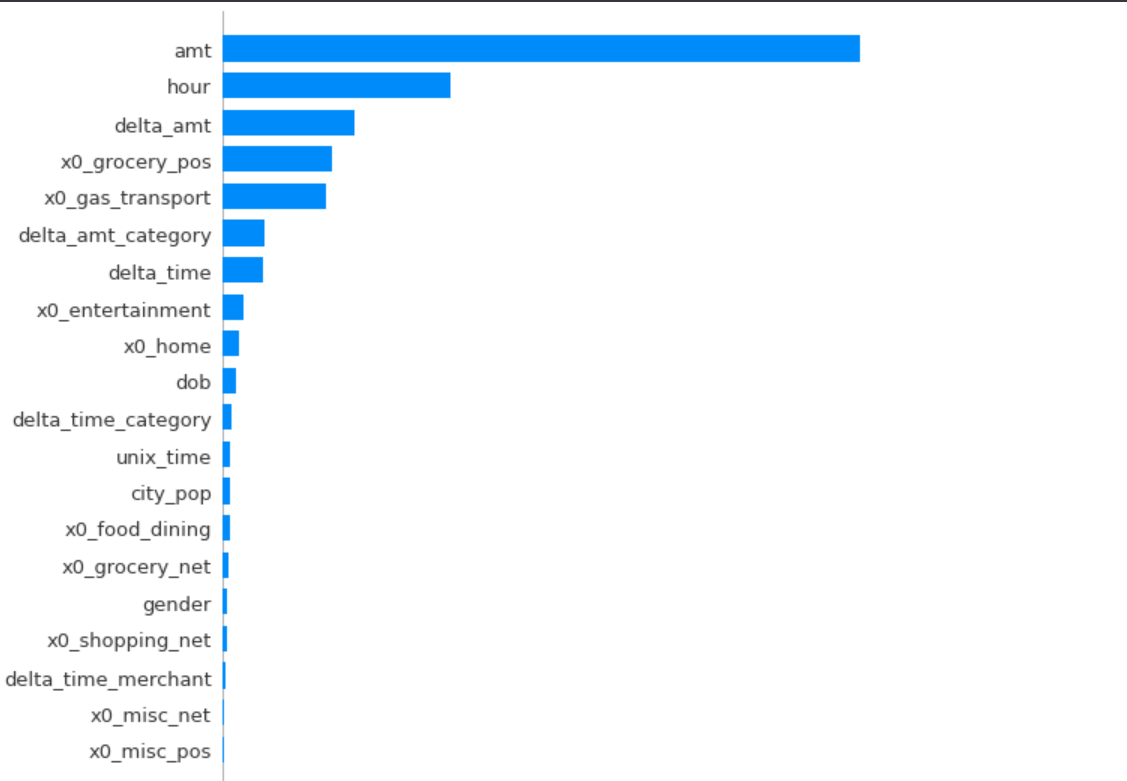 amt
hour
delta_amt
x0_grocery_pos
x0_gas_transport
delta_amt_category
delta_time
x0_entertainment
x0_home
dob
delta_time_category
unix_time
city_pop
x0_food_dining
x0_grocery_net
gender
x0_shopping_net
delta_time_merchant
x0_misc_net
x0_misc_pos